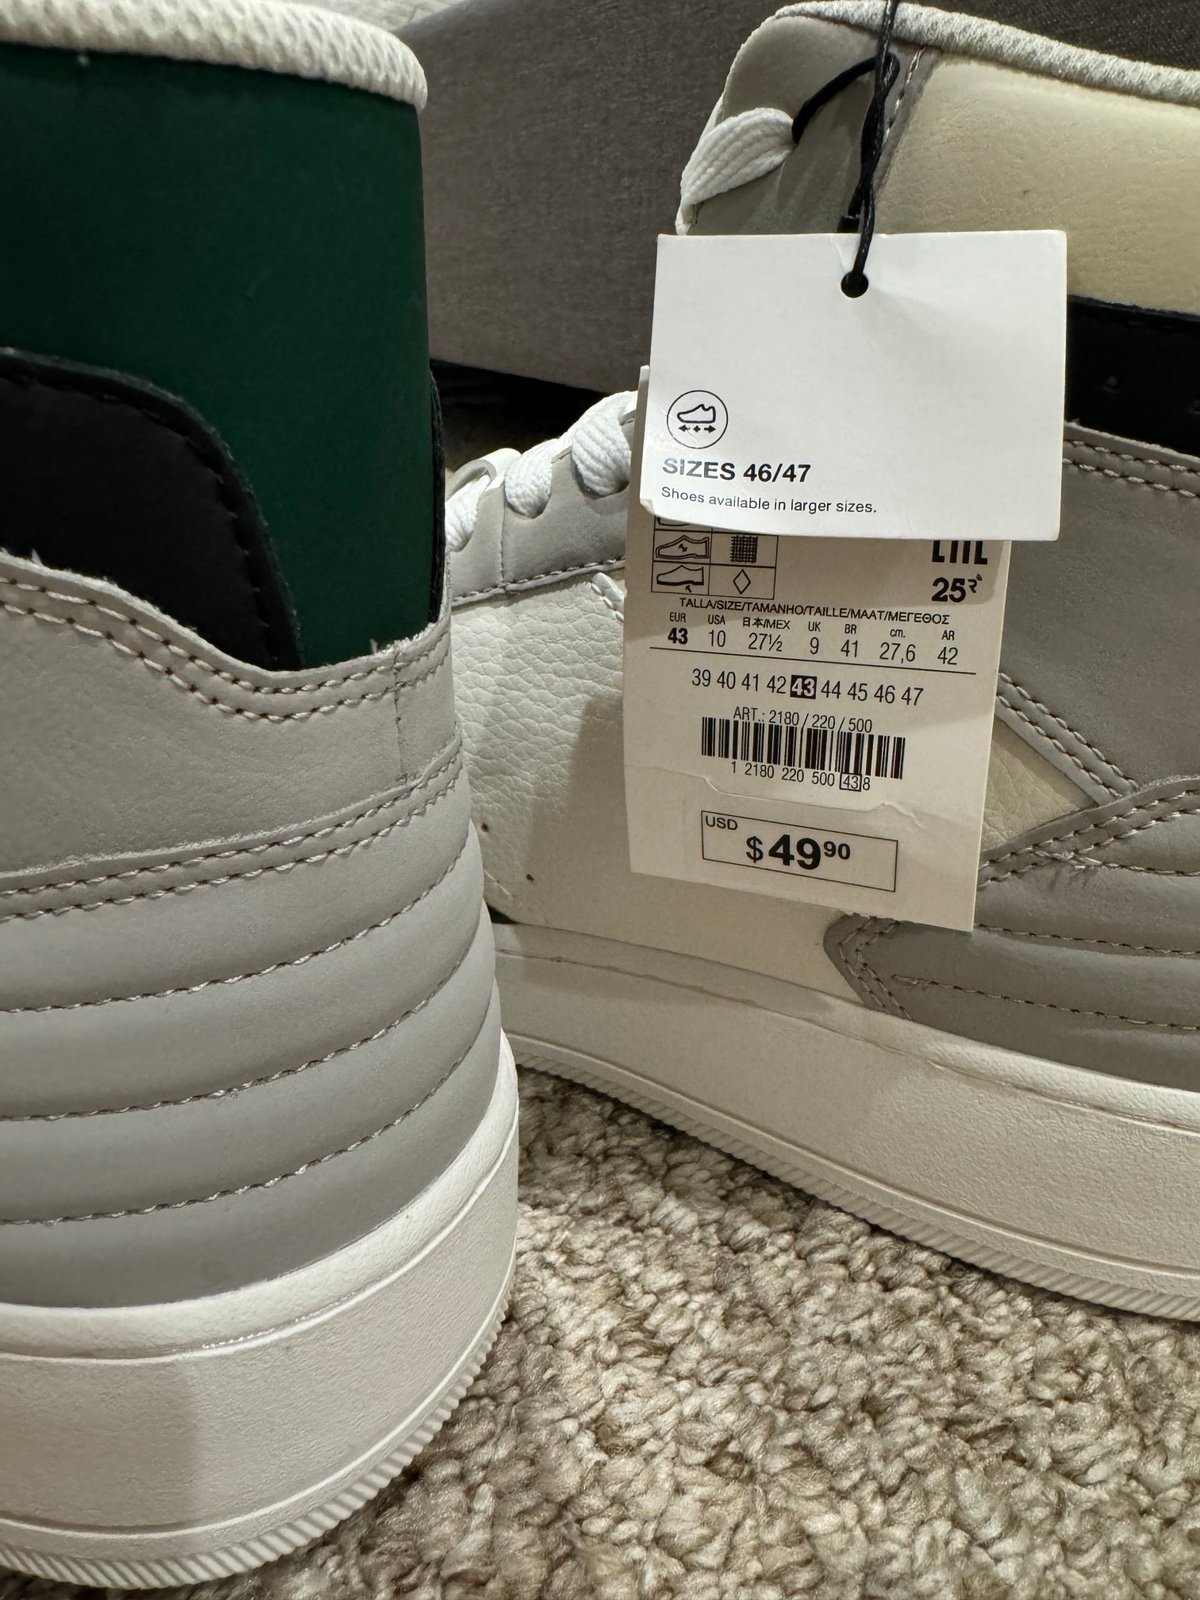 SIZES 46/47
Shoes available in larger sizes.
25
TALLA/SIZE/TAMANHO/TAILLE/MAAT/ΜΕΓΕΘΟΣ
EUR USA 日本/MEX UK BR cm. AR
43 10 27½ 9 41 27,6 42
39 40 41 42 43 44 45 46 47
ART.: 2180 / 220 / 500
1 2180 220 500 43 8
USD
$49.90